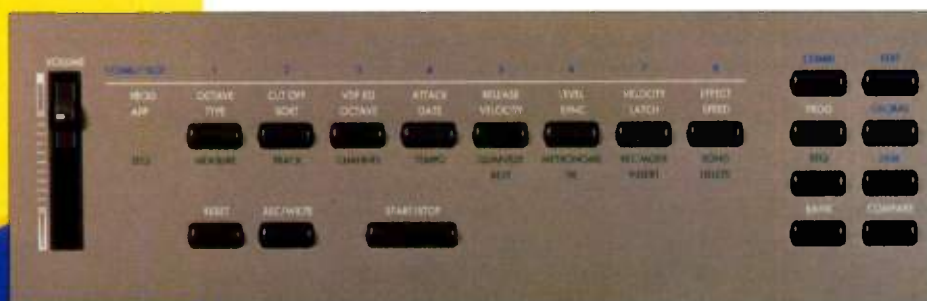 VOLUME
COMBI / 1 2 3 4 5 6 7 8
COMBI EDIT
PROG OCTAVE CUT OFF VDF EG ATTACK RELEASE LEVEL VELOCITY EFFECT
ARP TYPE SORT OCTAVE GATE VELOCITY SYNC LATCH SPEED
PROG GLOBAL
SEQ MEASURE TRACK CHANNEL TEMPO QUANTIZE METRONOME REC MODE SONG
BEAT INSERT DELETE
SEQ
RESET REC/WRITE START/STOP
BANK COMPARE